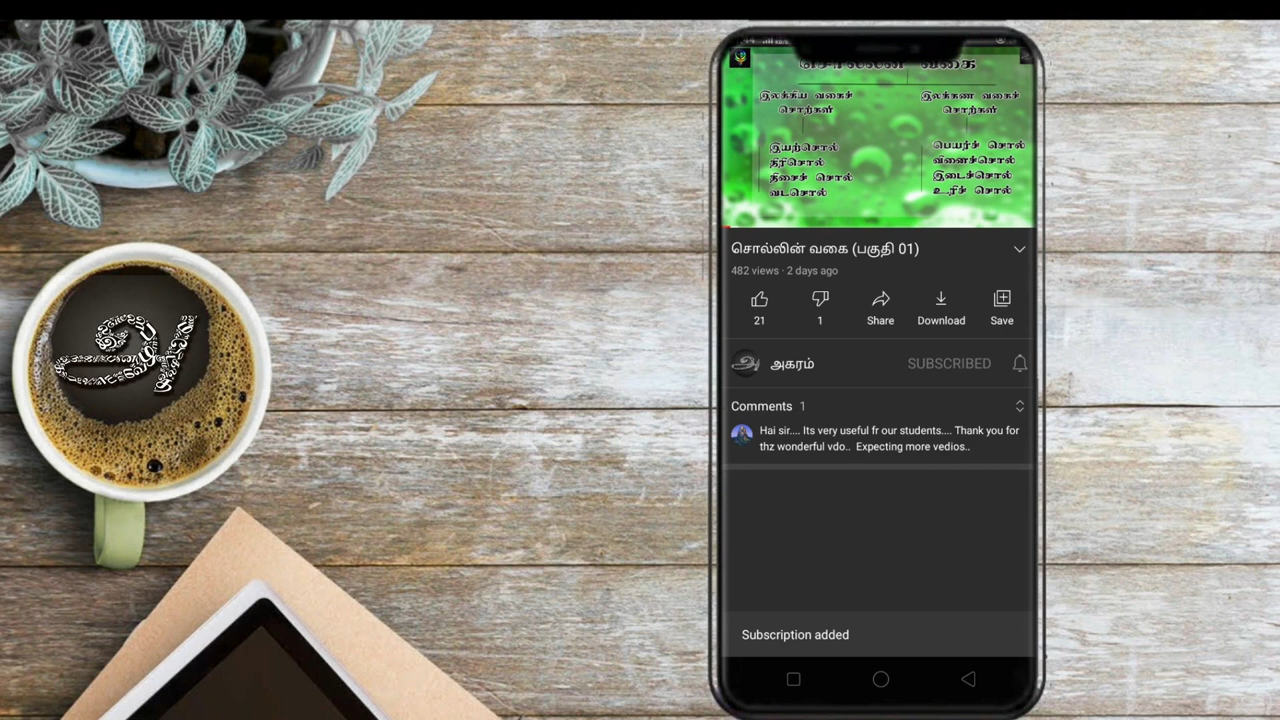 சொல்லின் வகை
இலக்கிய வகைச் சொற்கள்
இலக்கண வகைச் சொற்கள்
இயற்சொல்
திரிசொல்
திசைச் சொல்
வடசொல்
பெயர்ச் சொல்
வினைச்சொல்
இடைச்சொல்
உரிச் சொல்
சொல்லின் வகை (பகுதி 01)
482 views · 2 days ago
21
1
Share
Download
Save
அகரம்
SUBSCRIBED
Comments 1
Hai sir.... Its very useful fr our students.... Thank you for
thz wonderful vdo.. Expecting more vedios..
Subscription added